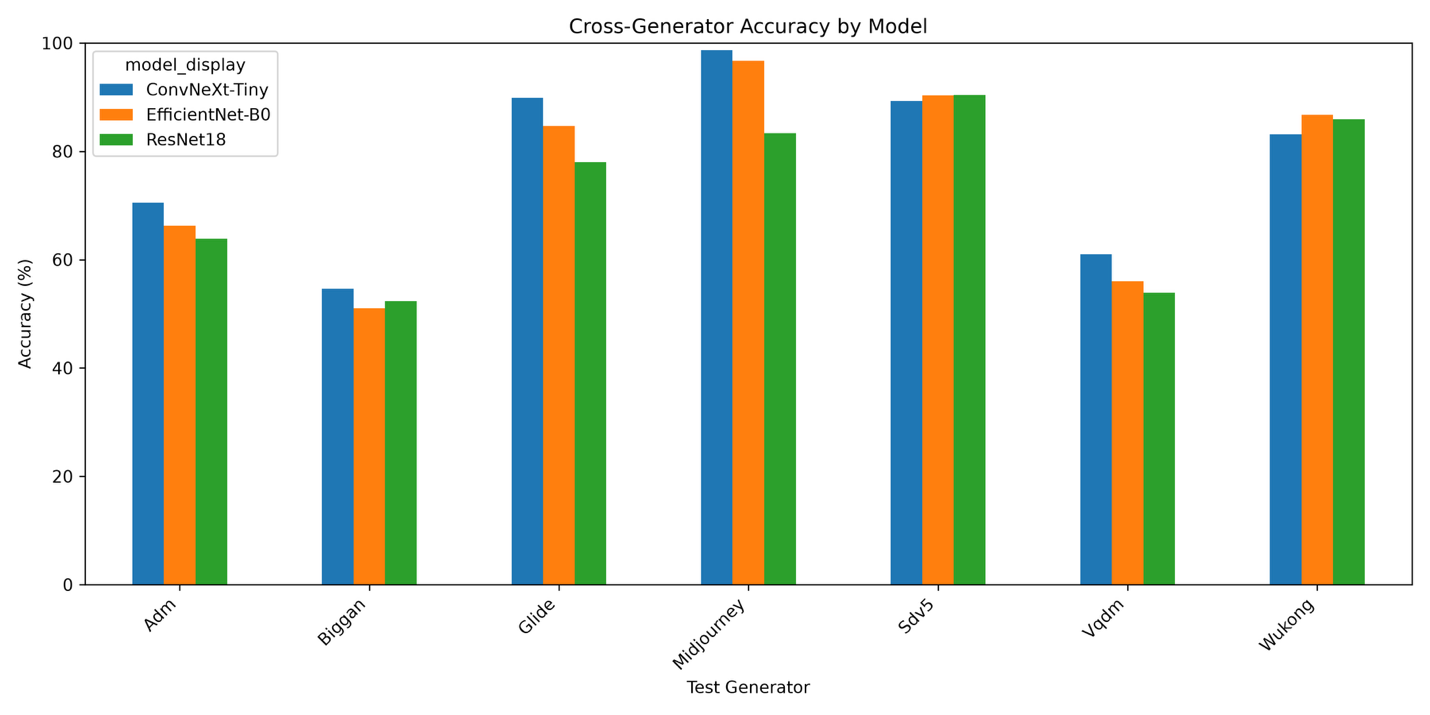 Cross-Generator Accuracy by Model
model_display
ConvNeXt-Tiny
EfficientNet-B0
ResNet18
Accuracy (%)
100
80
60
40
20
0
Adm
Biggan
Glide
Midjourney
Sdv5
Vqdm
Wukong
Test Generator